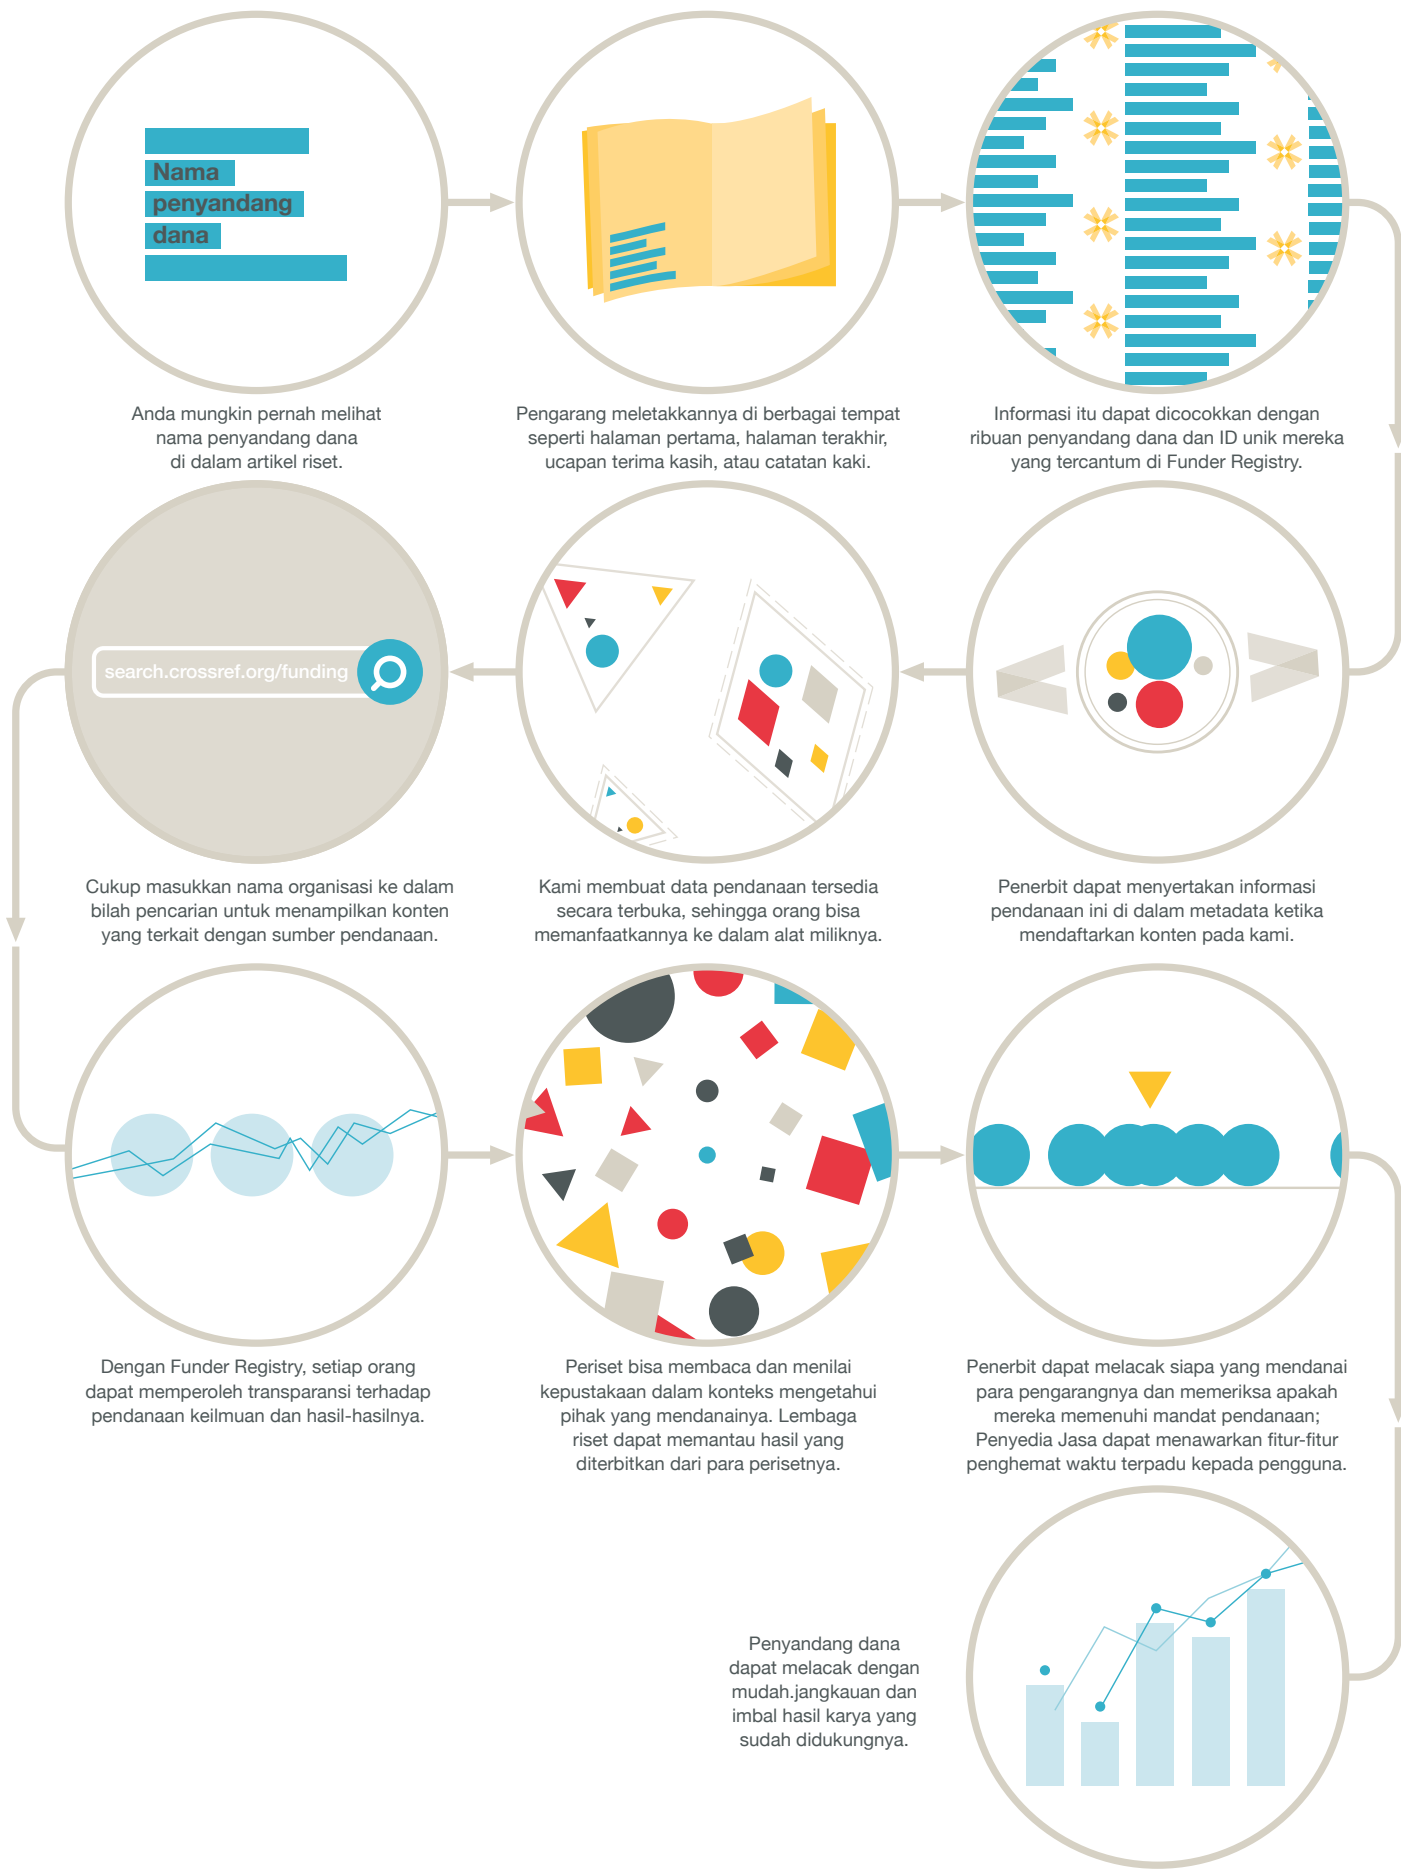 Nama
penyandang
dana
Anda mungkin pernah melihat
nama penyandang dana
di dalam artikel riset.
Pengarang meletakkannya di berbagai tempat
seperti halaman pertama, halaman terakhir,
ucapan terima kasih, atau catatan kaki.
Informasi itu dapat dicocokkan dengan
ribuan penyandang dana dan ID unik mereka
yang tercantum di Funder Registry.
Penerbit dapat menyertakan informasi
pendanaan ini di dalam metadata ketika
mendaftarkan konten pada kami.
Kami membuat data pendanaan tersedia
secara terbuka, sehingga orang bisa
memanfaatkannya ke dalam alat miliknya.
search.crossref.org/funding
Cukup masukkan nama organisasi ke dalam
bilah pencarian untuk menampilkan konten
yang terkait dengan sumber pendanaan.
Dengan Funder Registry, setiap orang
dapat memperoleh transparansi terhadap
pendanaan keilmuan dan hasil-hasilnya.
Periset bisa membaca dan menilai
kepustakaan dalam konteks mengetahui
pihak yang mendanainya. Lembaga
riset dapat memantau hasil yang
diterbitkan dari para perisetnya.
Penerbit dapat melacak siapa yang mendanai
para pengarangnya dan memeriksa apakah
mereka memenuhi mandat pendanaan;
Penyedia Jasa dapat menawarkan fitur-fitur
penghemat waktu terpadu kepada pengguna.
Penyandang dana
dapat melacak dengan
mudah.jangkauan dan
imbal hasil karya yang
sudah didukungnya.